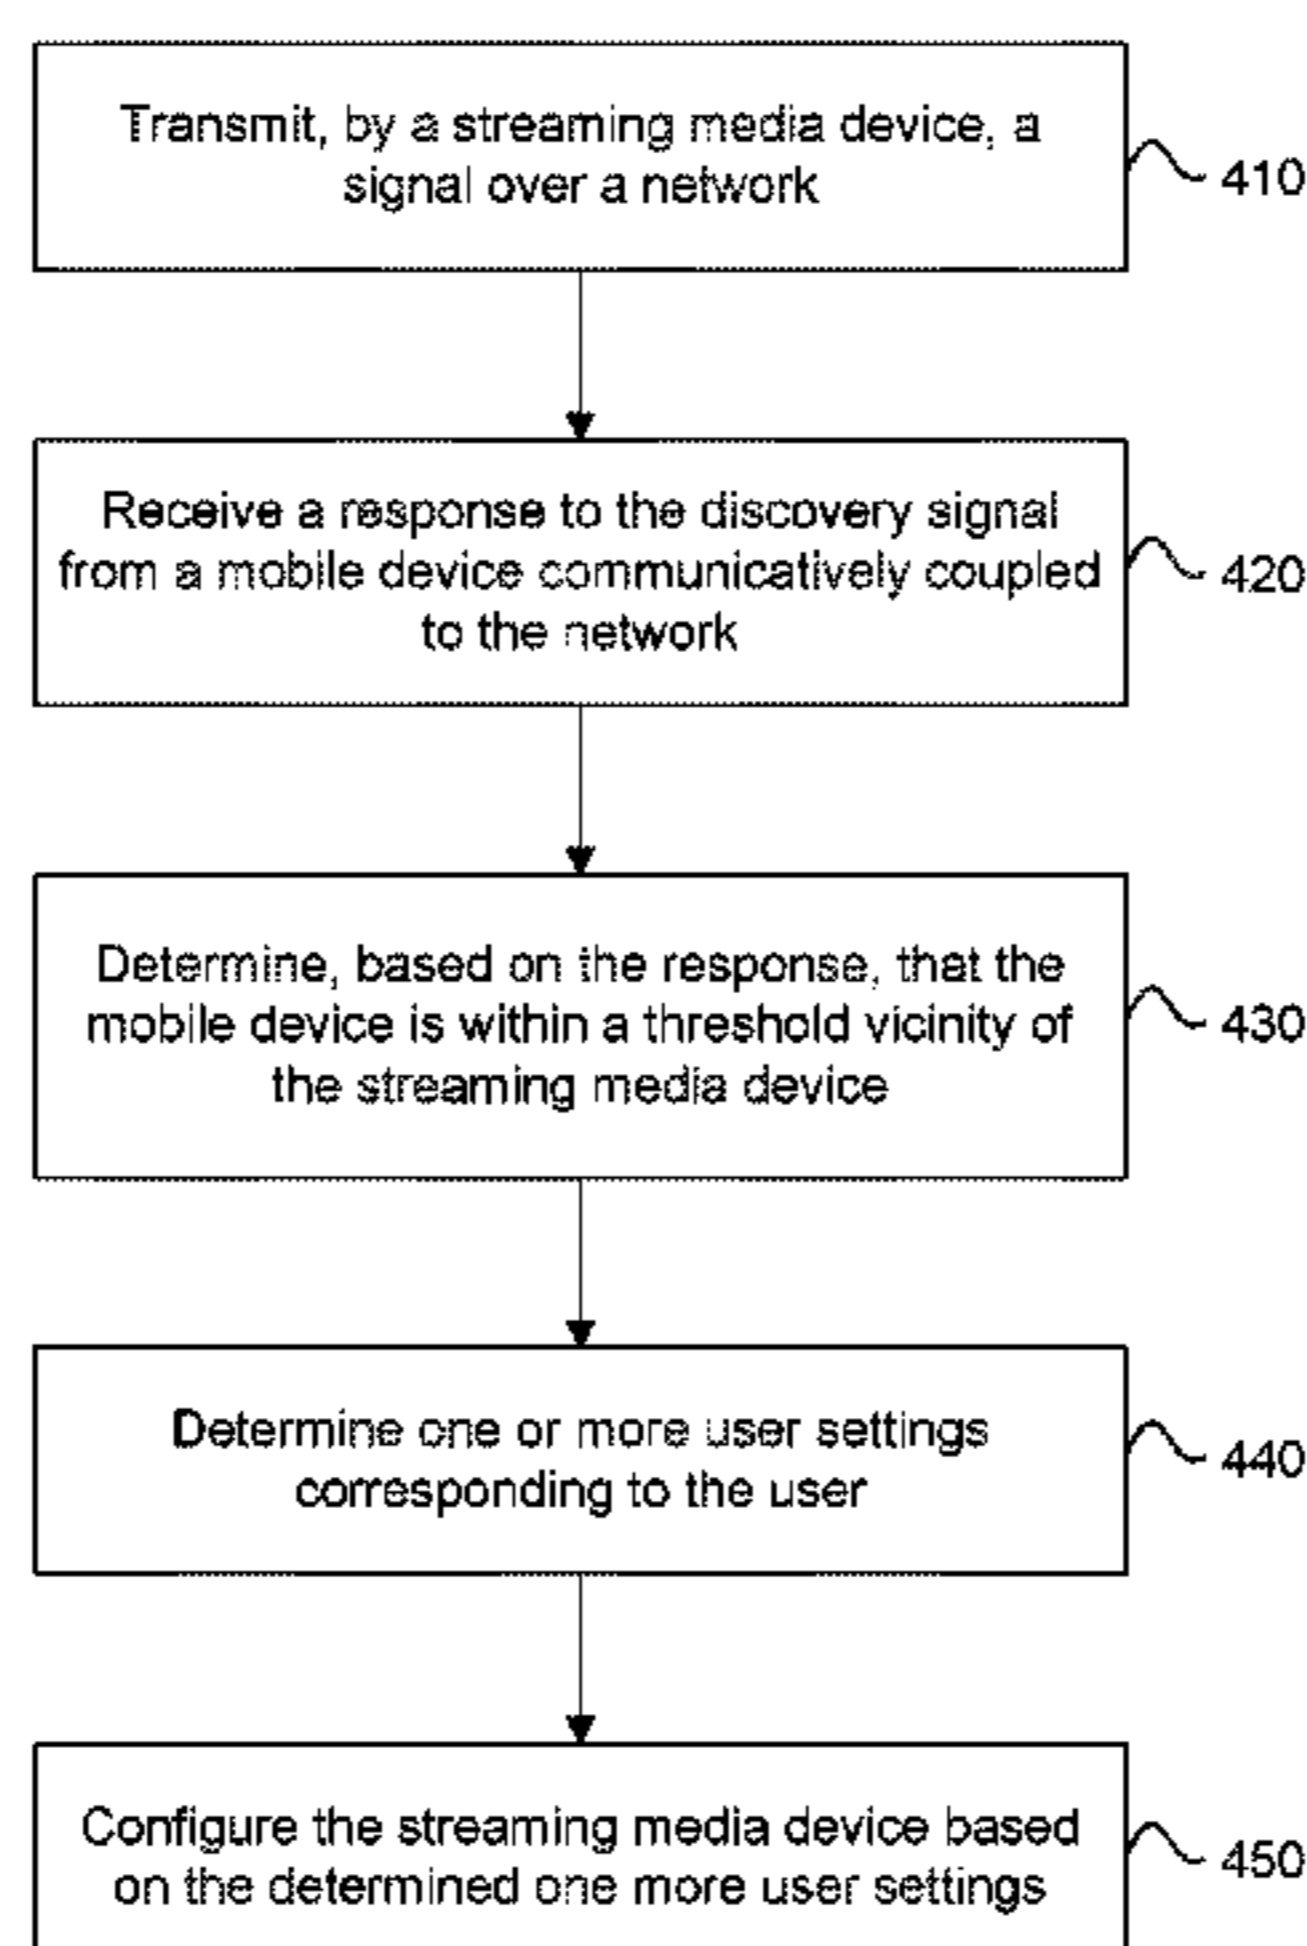 Transmit, by a streaming media device, a
signal over a network
410
Receive a response to the discovery signal
from a mobile device communicatively coupled
to the network
420
Determine, based on the response, that the
mobile device is within a threshold vicinity of
the streaming media device
430
Determine one or more user settings
corresponding to the user
440
Configure the streaming media device based
on the determined one more user settings
450